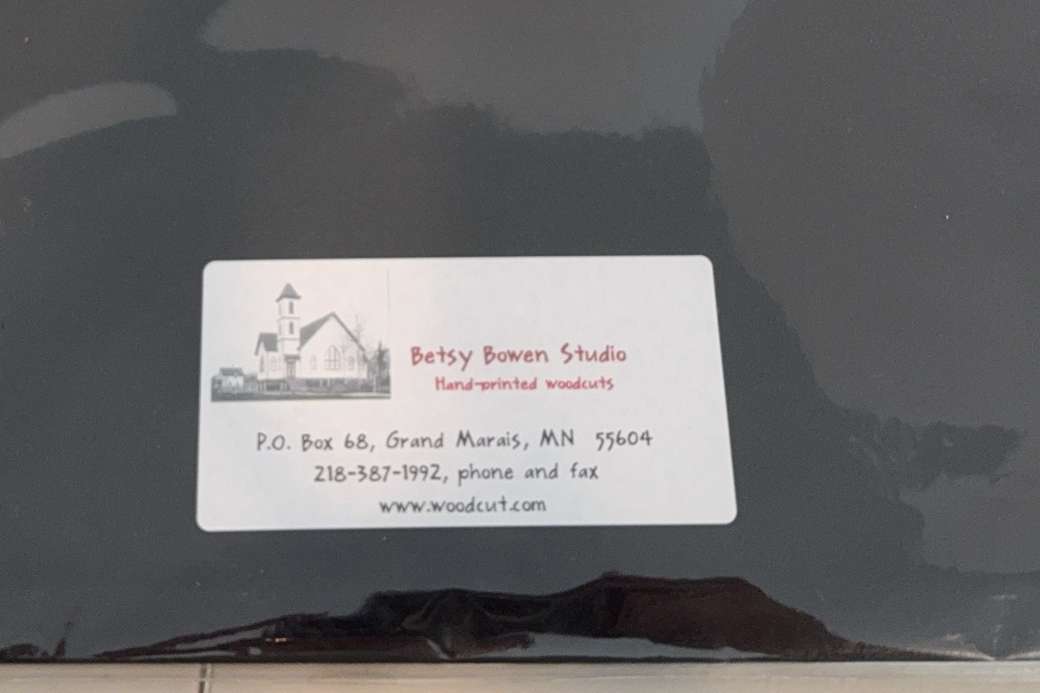 Betsy Bowen Studio
Hand-printed woodcuts
P.O. Box 68, Grand Marais, MN 55604
218-387-1992, phone and fax
www.woodcut.com